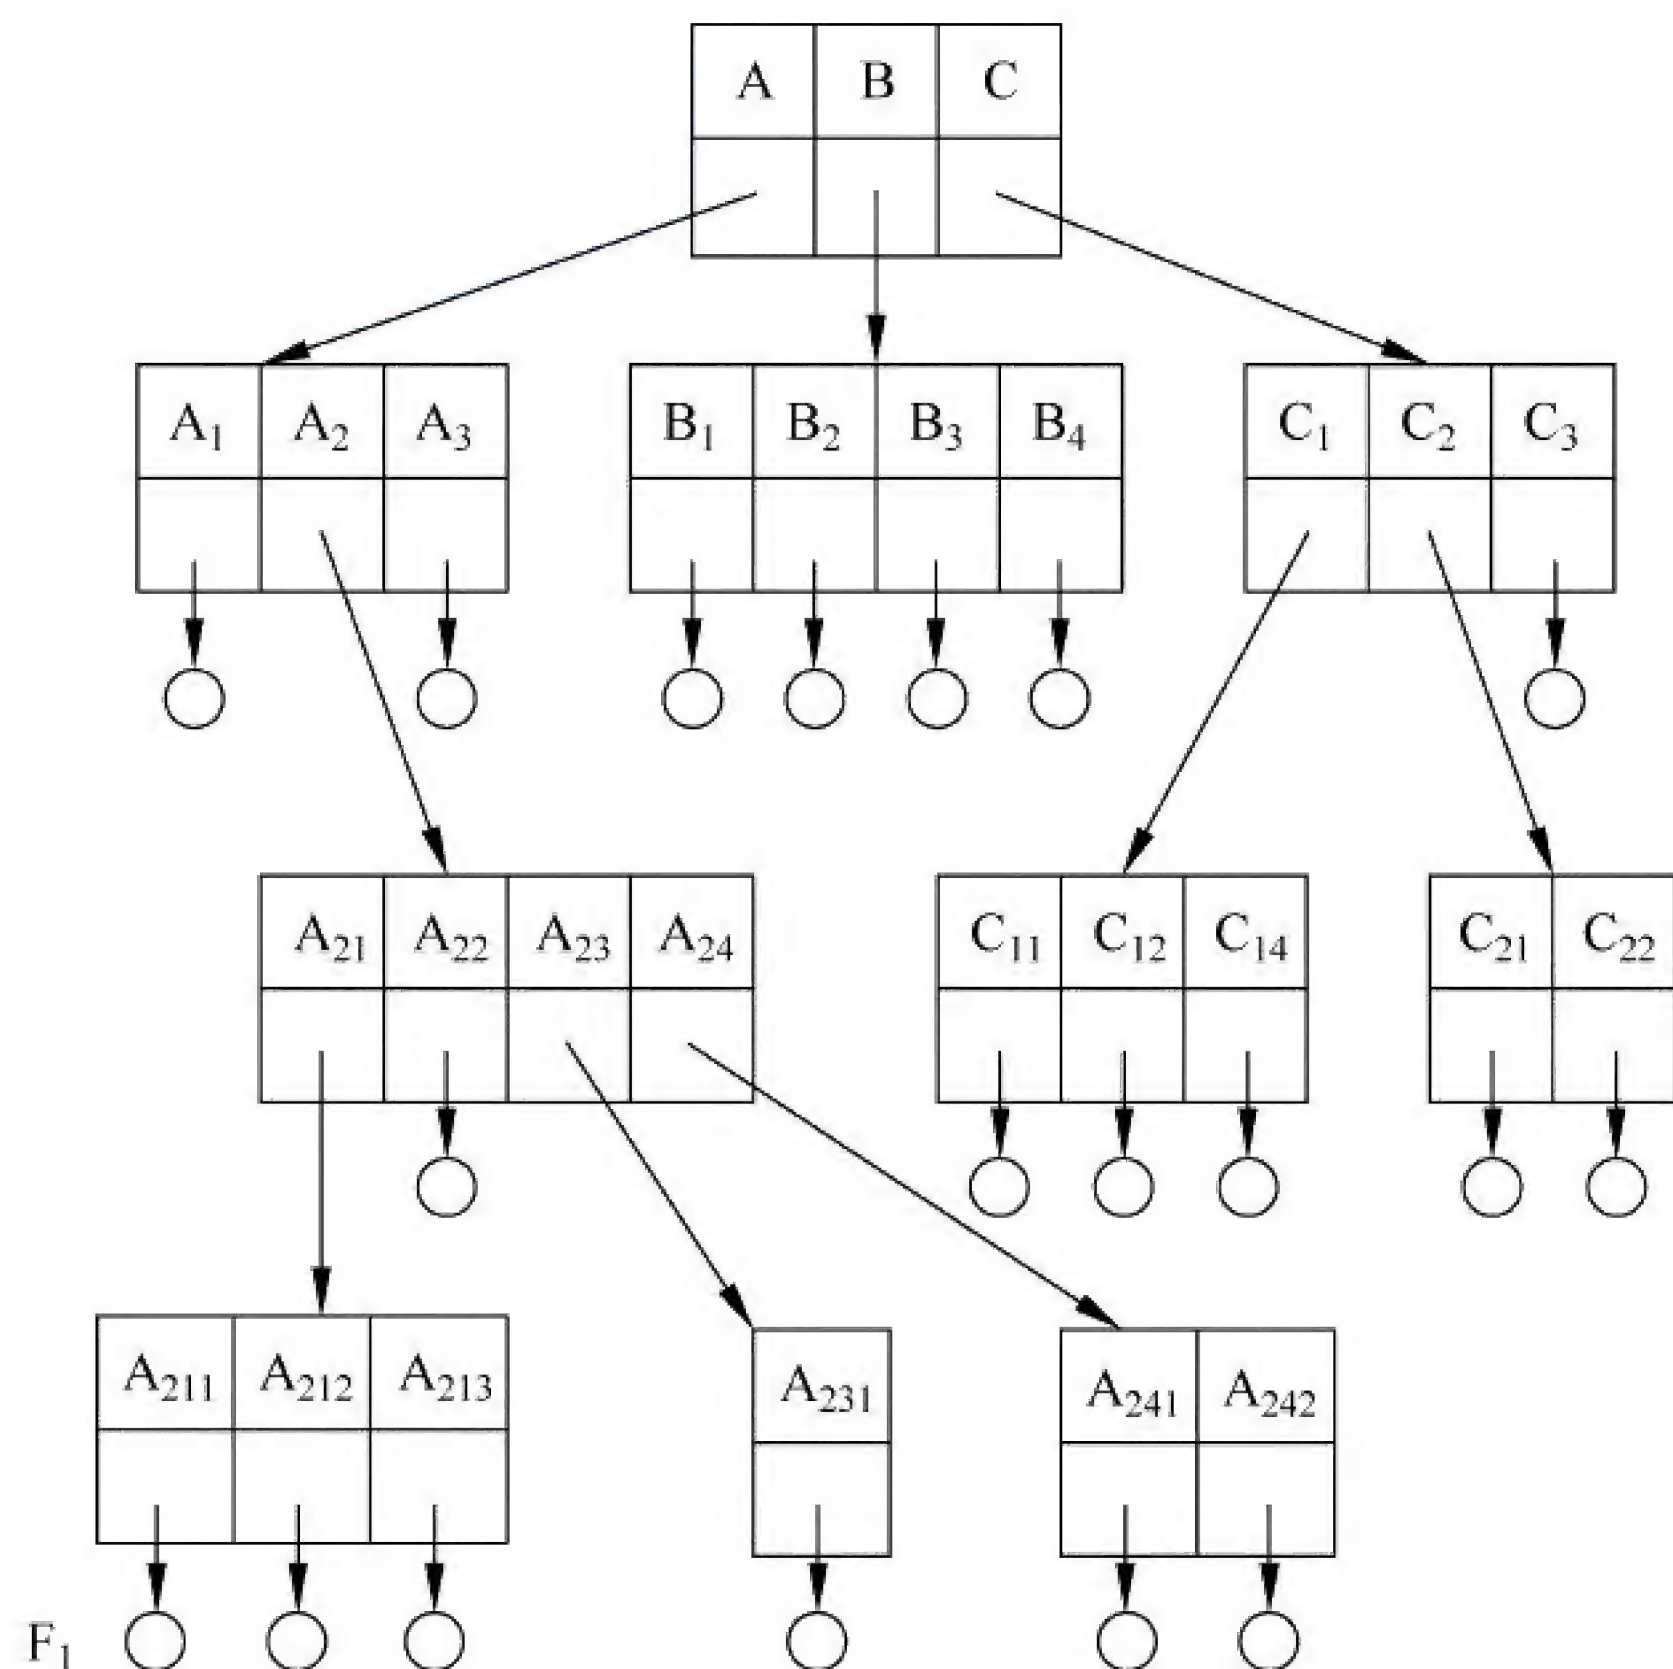 A B C
A₁ A₂ A₃ B₁ B₂ B₃ B₄ C₁ C₂ C₃
A₂₁ A₂₂ A₂₃ A₂₄ C₁₁ C₁₂ C₁₄ C₂₁ C₂₂
A₂₁₁ A₂₁₂ A₂₁₃ A₂₃₁ A₂₄₁ A₂₄₂
F₁